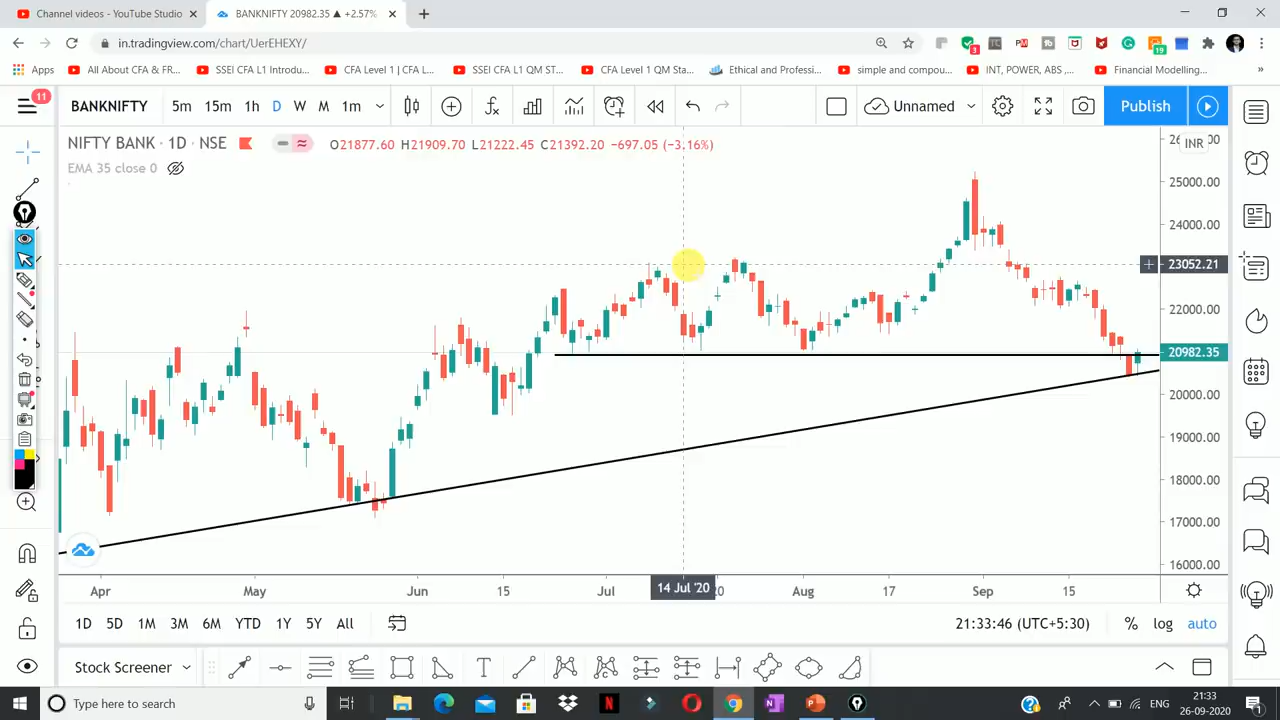 Channel videos - YouTube Studio
BANKNIFTY 20982.35 ▲ +2.57%
in.tradingview.com/chart/UerEHEXY/
3
19
Apps
All About CFA & FR...
SSEI CFA L1 Introdu...
CFA Level 1 | CFA L...
SSEI CFA L1 QM ST...
CFA Level 1 QM Sta...
Ethical and Professi...
simple and compou...
INT, POWER, ABS ,...
Financial Modelling...
»
11
BANKNIFTY
5m
15m
1h
D
W
M
1m
Unnamed
Publish
NIFTY BANK · 1D · NSE
O21877.60 H21909.70 L21222.45 C21392.20 −697.05 (−3.16%)
INR
EMA 35 close 0
25000.00
24000.00
23052.21
22000.00
20982.35
20000.00
19000.00
18000.00
17000.00
16000.00
Apr
May
Jun
15
Jul
14 Jul '20
Aug
17
Sep
15
1D
5D
1M
3M
6M
YTD
1Y
5Y
All
21:33:46 (UTC+5:30)
%
log
auto
Stock Screener
T
Type here to search
ENG
21:33
26-09-2020